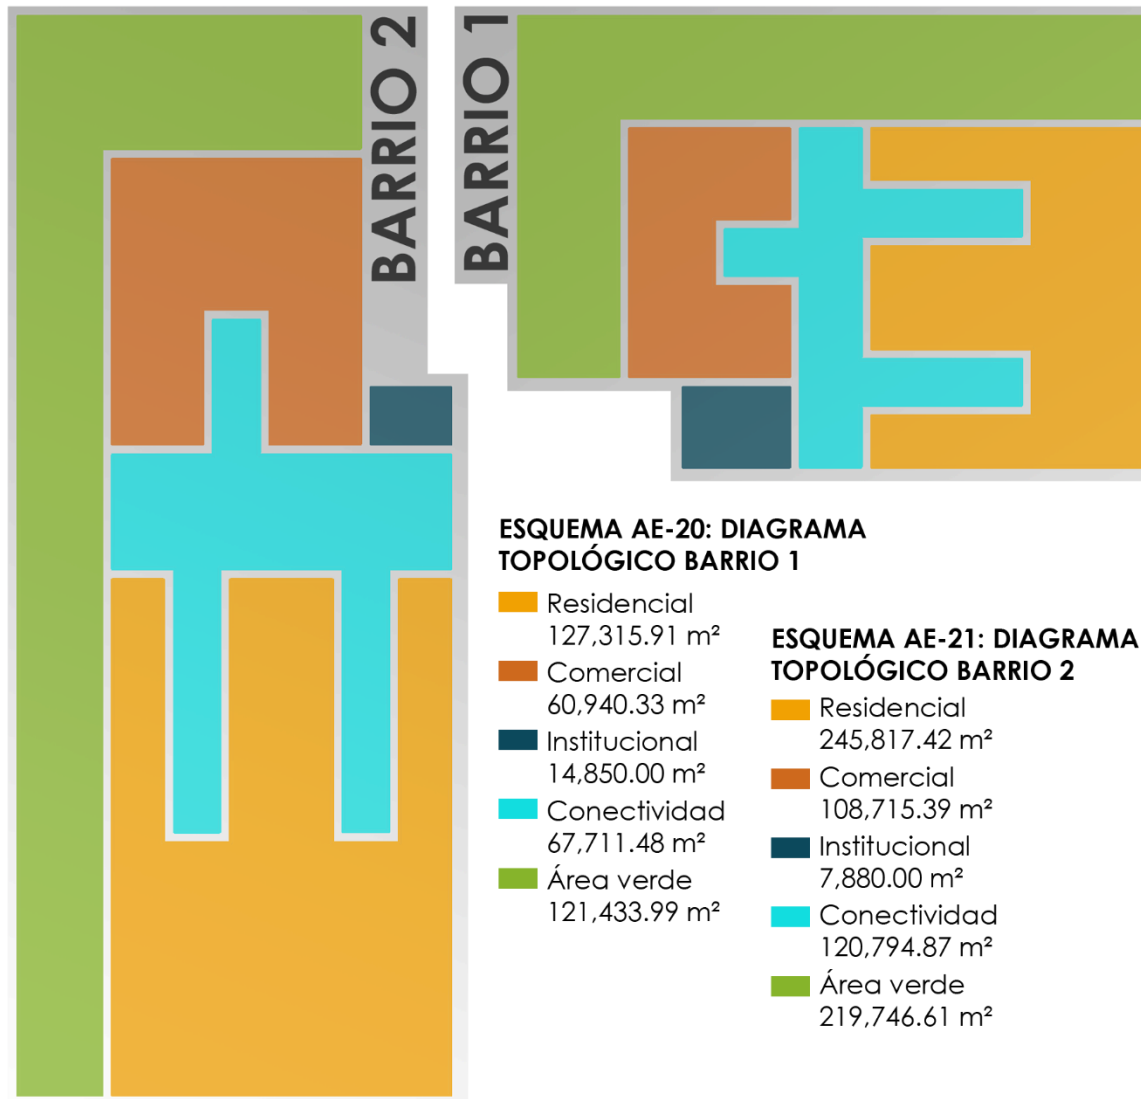 BARRIO 2
BARRIO 1
ESQUEMA AE-20: DIAGRAMA
TOPOLÓGICO BARRIO 1
Residencial
127,315.91 m²
Comercial
60,940.33 m²
Institucional
14,850.00 m²
Conectividad
67,711.48 m²
Área verde
121,433.99 m²
ESQUEMA AE-21: DIAGRAMA
TOPOLÓGICO BARRIO 2
Residencial
245,817.42 m²
Comercial
108,715.39 m²
Institucional
7,880.00 m²
Conectividad
120,794.87 m²
Área verde
219,746.61 m²